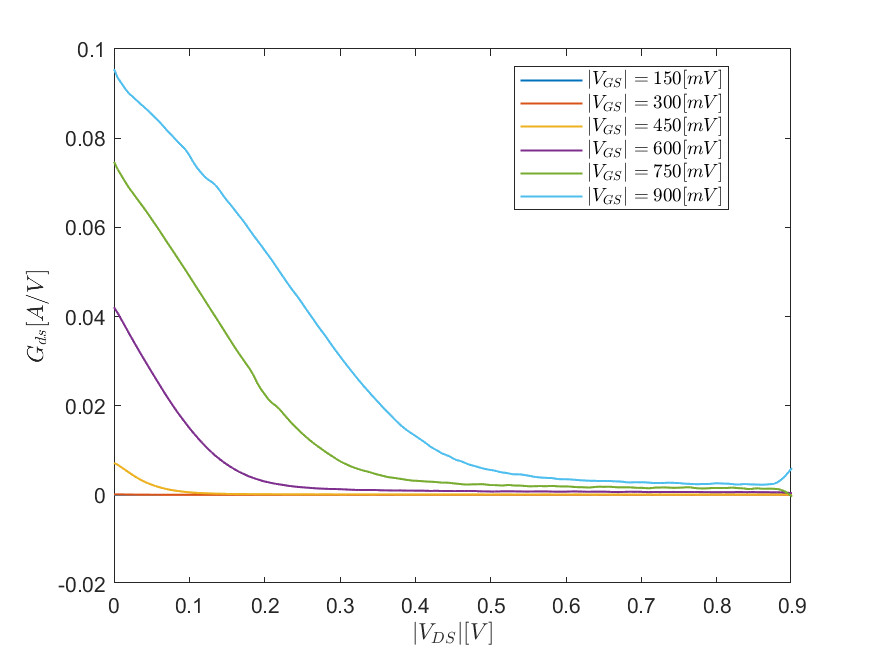 0.1
0.08
0.06
0.04
0.02
0
-0.02
G_{ds}[A/V]
|V_{GS}| = 150[mV]
|V_{GS}| = 300[mV]
|V_{GS}| = 450[mV]
|V_{GS}| = 600[mV]
|V_{GS}| = 750[mV]
|V_{GS}| = 900[mV]
0 0.1 0.2 0.3 0.4 0.5 0.6 0.7 0.8 0.9
|V_{DS}|[V]